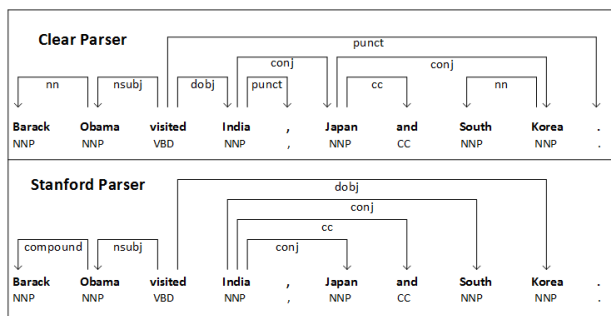 Clear Parser
punct
conj conj
nn nsubj dobj punct cc nn
Barack Obama visited India , Japan and South Korea .
NNP NNP VBD NNP , NNP CC NNP NNP .
Stanford Parser
dobj
conj
cc
compound nsubj conj
Barack Obama visited India , Japan and South Korea .
NNP NNP VBD NNP , NNP CC NNP NNP .